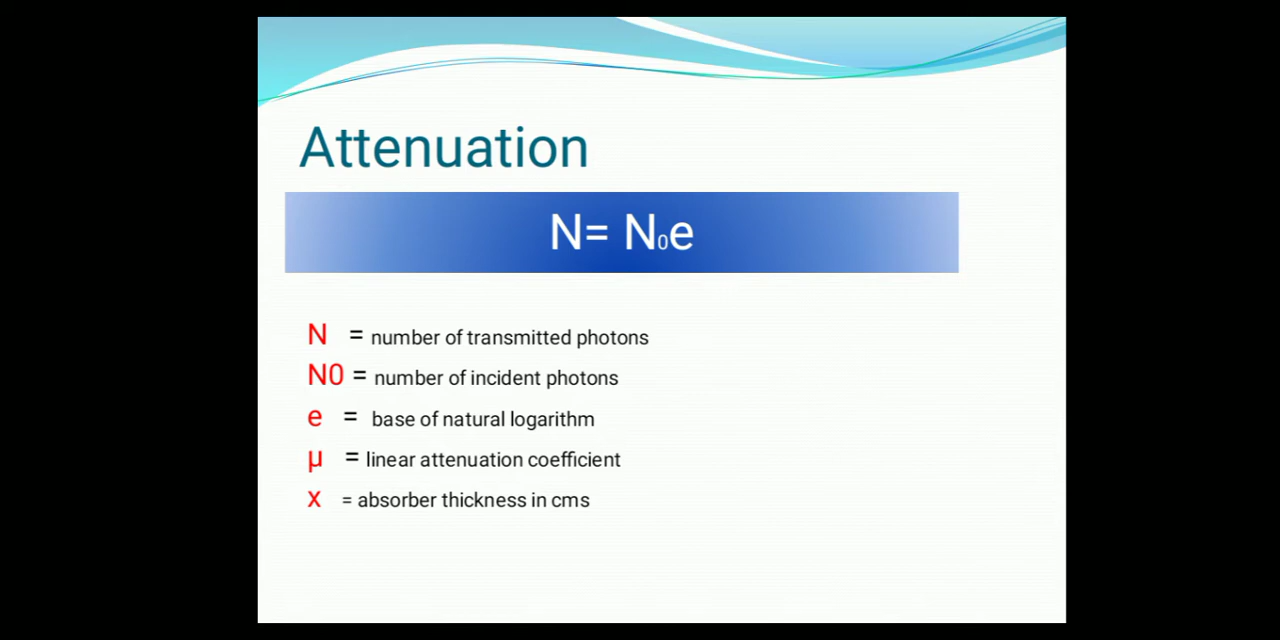 Attenuation
N= N₀e
N = number of transmitted photons
N0 = number of incident photons
e = base of natural logarithm
μ = linear attenuation coefficient
x = absorber thickness in cms